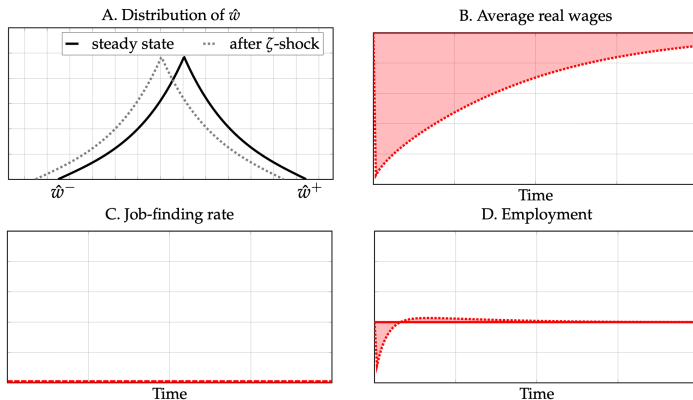 A. Distribution of ŵ
steady state
after ζ-shock
ŵ⁻
ŵ⁺
B. Average real wages
Time
C. Job-finding rate
Time
D. Employment
Time